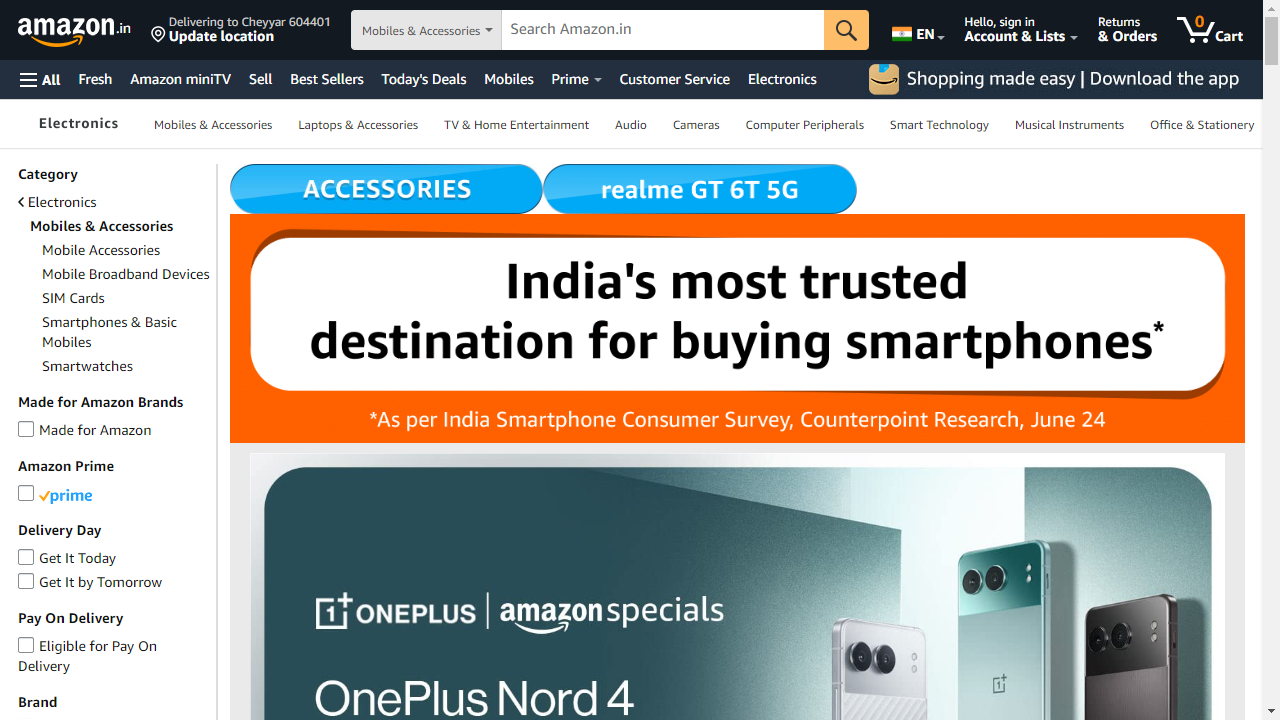 amazon.in
Delivering to Cheyyar 604401
Update location
Mobiles & Accessories
Search Amazon.in
EN
Hello, sign in
Account & Lists
Returns
& Orders
0
Cart
All
Fresh
Amazon miniTV
Sell
Best Sellers
Today's Deals
Mobiles
Prime
Customer Service
Electronics
Shopping made easy | Download the app
Electronics
Mobiles & Accessories
Laptops & Accessories
TV & Home Entertainment
Audio
Cameras
Computer Peripherals
Smart Technology
Musical Instruments
Office & Stationery
Category
Electronics
Mobiles & Accessories
Mobile Accessories
Mobile Broadband Devices
SIM Cards
Smartphones & Basic
Mobiles
Smartwatches
Made for Amazon Brands
Made for Amazon
Amazon Prime
prime
Delivery Day
Get It Today
Get It by Tomorrow
Pay On Delivery
Eligible for Pay On
Delivery
Brand
ACCESSORIES
realme GT 6T 5G
India's most trusted
destination for buying smartphones*
*As per India Smartphone Consumer Survey, Counterpoint Research, June 24
ONEPLUS | amazon specials
OnePlus Nord 4